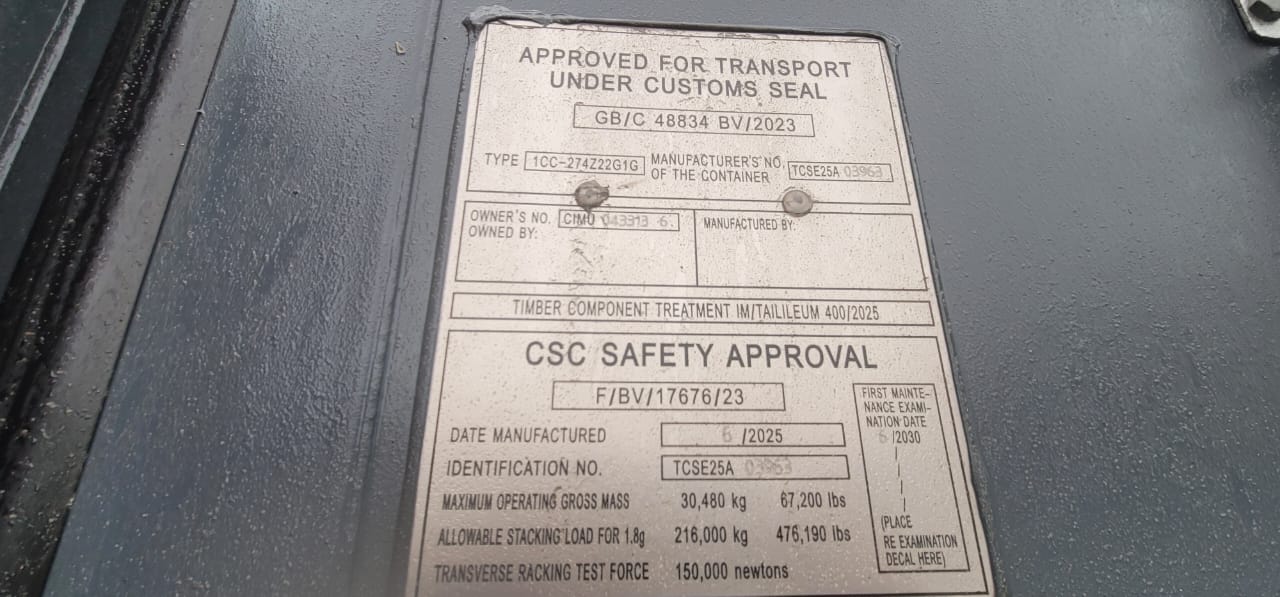 APPROVED FOR TRANSPORT
UNDER CUSTOMS SEAL
GB/C 48834 BV/2023
TYPE 1CC-274Z22G1G
MANUFACTURER'S NO.
OF THE CONTAINER
TCSE25A 03963
OWNER'S NO. CIMU 043313 6
OWNED BY:
MANUFACTURED BY:
TIMBER COMPONENT TREATMENT IM/TAILILEUM 400/2025
CSC SAFETY APPROVAL
F/BV/17676/23
DATE MANUFACTURED 6 /2025
IDENTIFICATION NO. TCSE25A 03963
MAXIMUM OPERATING GROSS MASS 30,480 kg 67,200 lbs
ALLOWABLE STACKING LOAD FOR 1.8g 216,000 kg 476,190 lbs
TRANSVERSE RACKING TEST FORCE 150,000 newtons
FIRST MAINTE-
NANCE EXAMI-
NATION DATE
6 /2030
(PLACE
RE EXAMINATION
DECAL HERE)